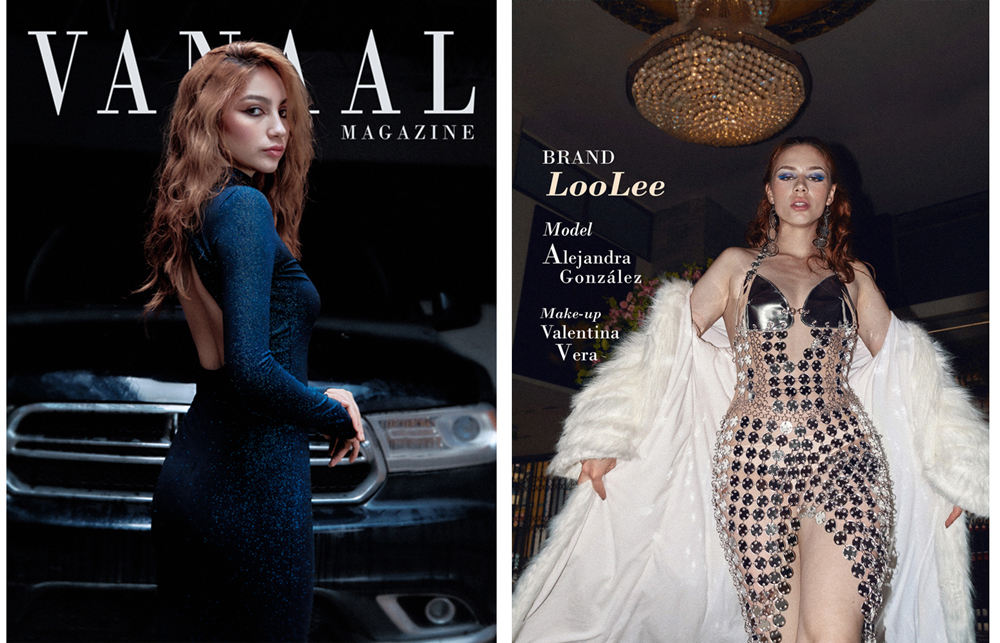 VANAAL
MAGAZINE
BRAND
LooLee
Model
Alejandra
González
Make-up
Valentina
Vera